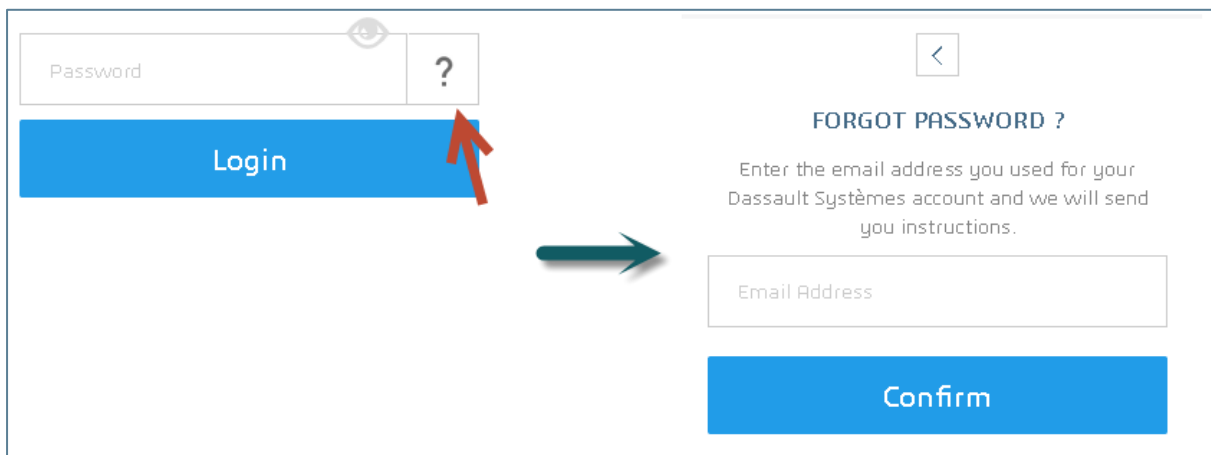 Password
?
Login
<
FORGOT PASSWORD ?
Enter the email address you used for your
Dassault Systèmes account and we will send
you instructions.
Email Address
Confirm